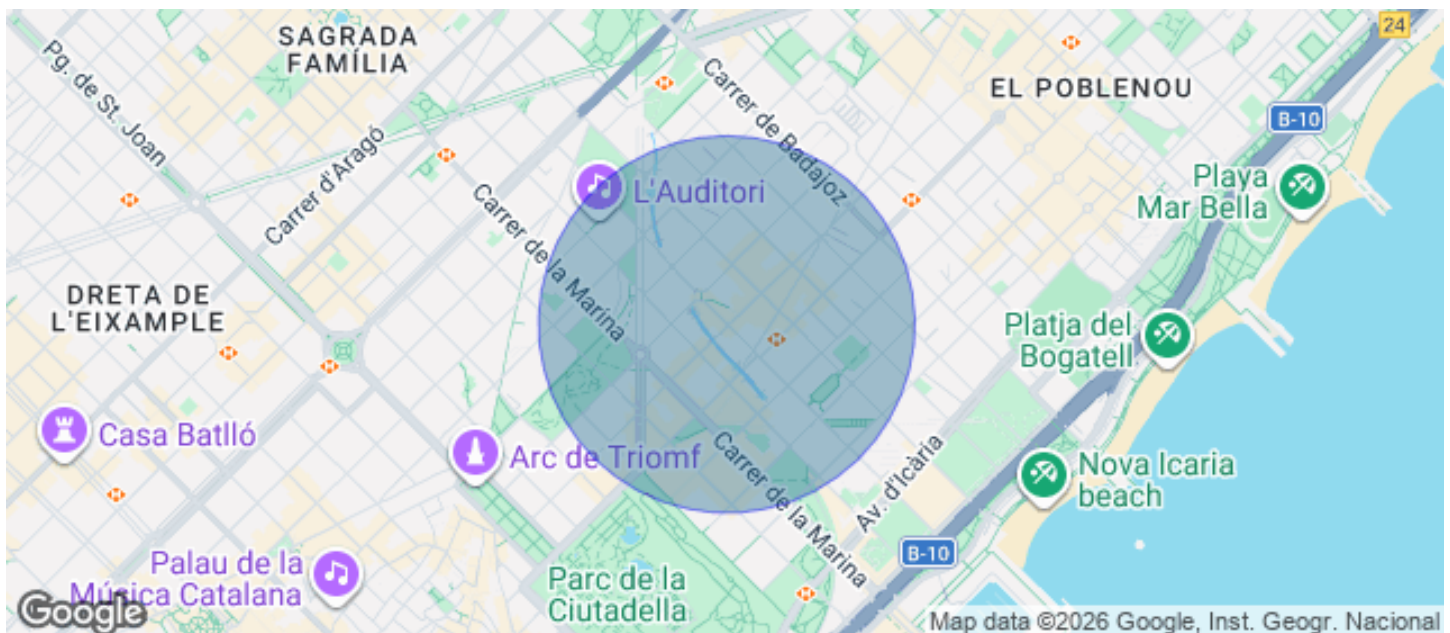 SAGRADA
FAMÍLIA
24
Pg. de St. Joan
Carrer de Badajoz
EL POBLENOU
B-10
Carrer d'Aragó
L'Auditori
Playa
Mar Bella
Carrer de la Marina
DRETA DE
L'EIXAMPLE
Platja del
Bogatell
Casa Batlló
Arc de Triomf
Carrer de la Marina
Av. d'Icària
Nova Icaria
beach
B-10
Palau de la
Música Catalana
Parc de la
Ciutadella
Google
Map data ©2026 Google, Inst. Geogr. Nacional